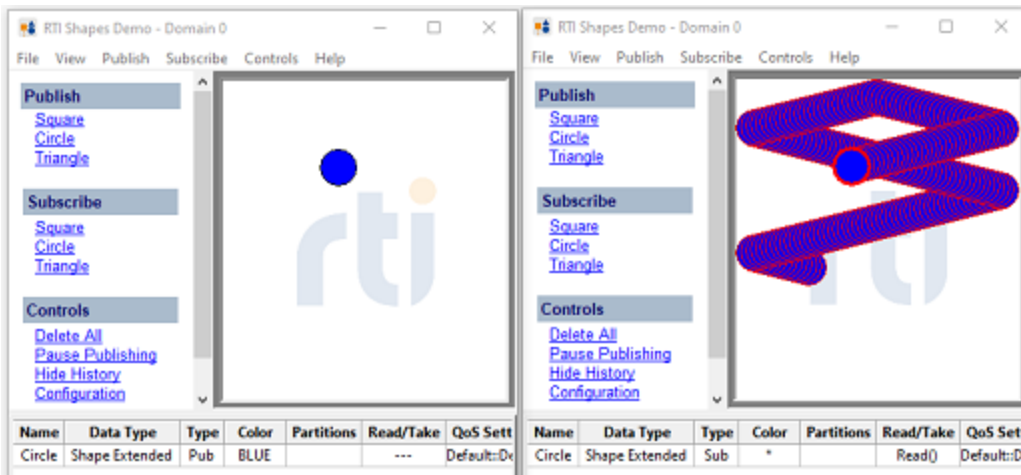 RTI Shapes Demo - Domain 0
File View Publish Subscribe Controls Help
Publish
Square
Circle
Triangle
Subscribe
Square
Circle
Triangle
Controls
Delete All
Pause Publishing
Hide History
Configuration
rti
Name Data Type Type Color Partitions Read/Take QoS Sett
Circle Shape Extended Pub BLUE --- Default::De
RTI Shapes Demo - Domain 0
File View Publish Subscribe Controls Help
Publish
Square
Circle
Triangle
Subscribe
Square
Circle
Triangle
Controls
Delete All
Pause Publishing
Hide History
Configuration
rti
Name Data Type Type Color Partitions Read/Take QoS Sett
Circle Shape Extended Sub * Read() Default::D